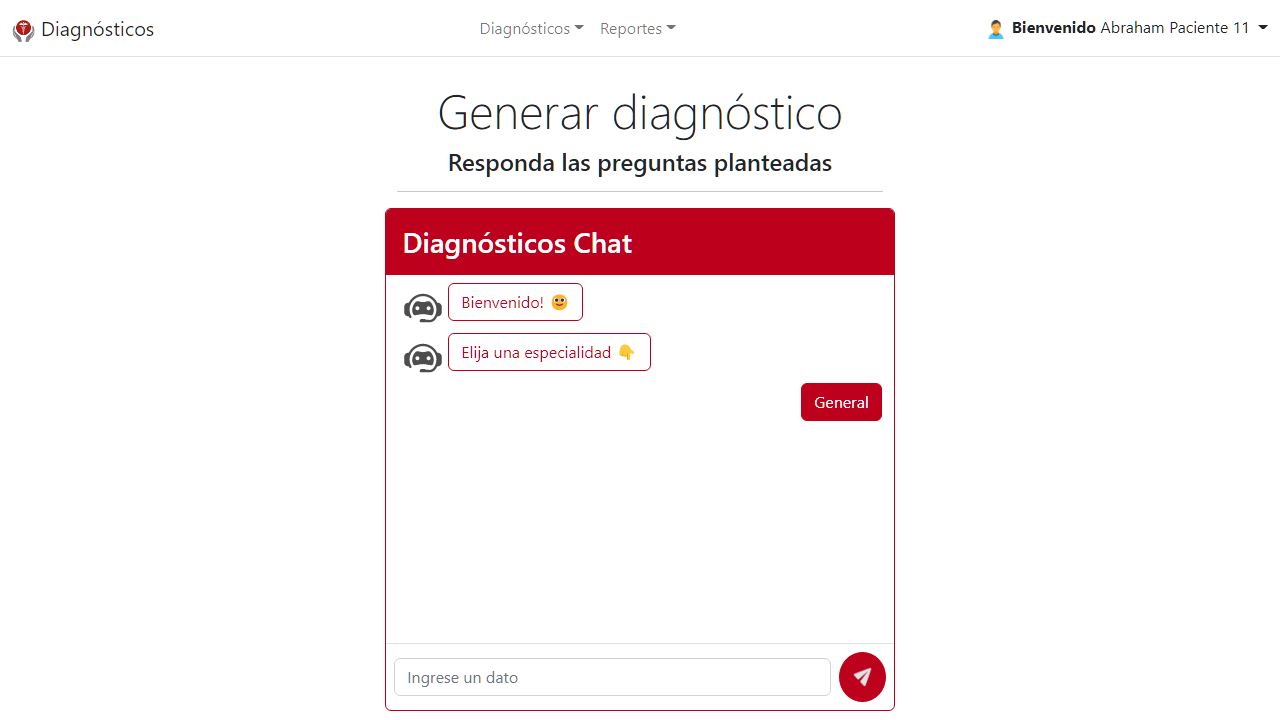 Diagnósticos
Diagnósticos Reportes
Bienvenido Abraham Paciente 11
Generar diagnóstico
Responda las preguntas planteadas
Diagnósticos Chat
Bienvenido! 🙂
Elija una especialidad 👇
General
Ingrese un dato